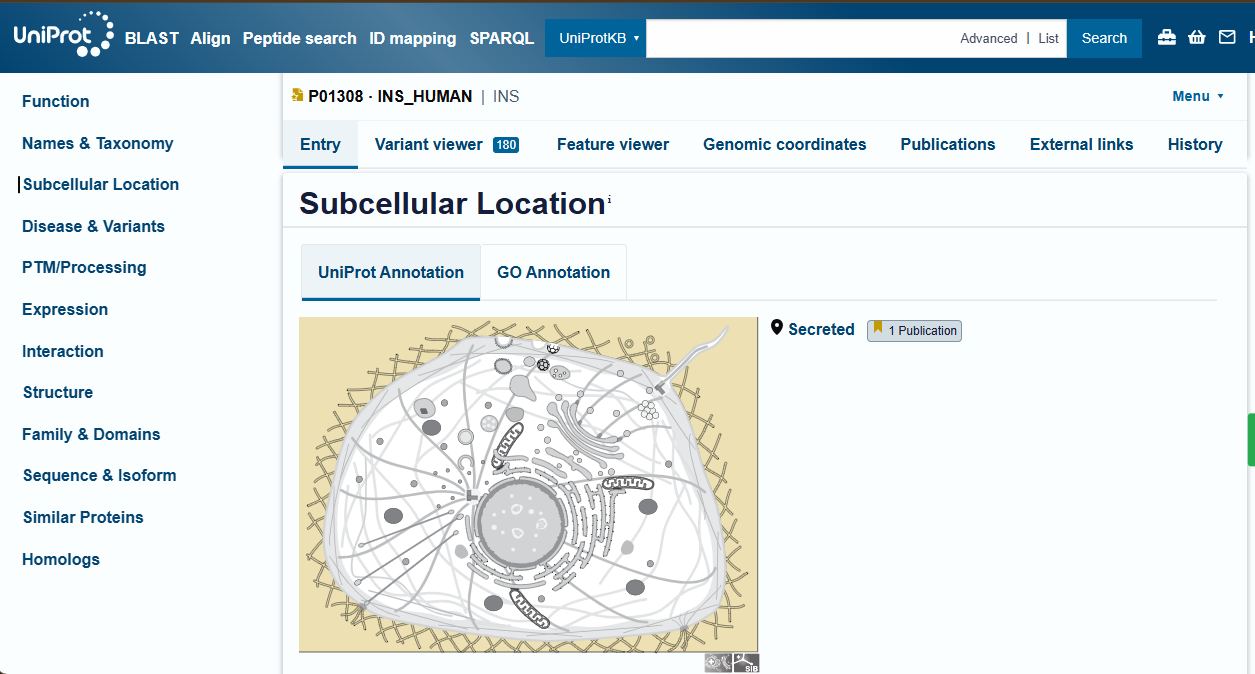 UniProt BLAST Align Peptide search ID mapping SPARQL UniProtKB Advanced | List Search H
Function
Names & Taxonomy
Subcellular Location
Disease & Variants
PTM/Processing
Expression
Interaction
Structure
Family & Domains
Sequence & Isoform
Similar Proteins
Homologs
P01308 · INS_HUMAN | INS
Menu
Entry Variant viewer 180 Feature viewer Genomic coordinates Publications External links History
Subcellular Location i
UniProt Annotation GO Annotation
Secreted 1 Publication
SIB